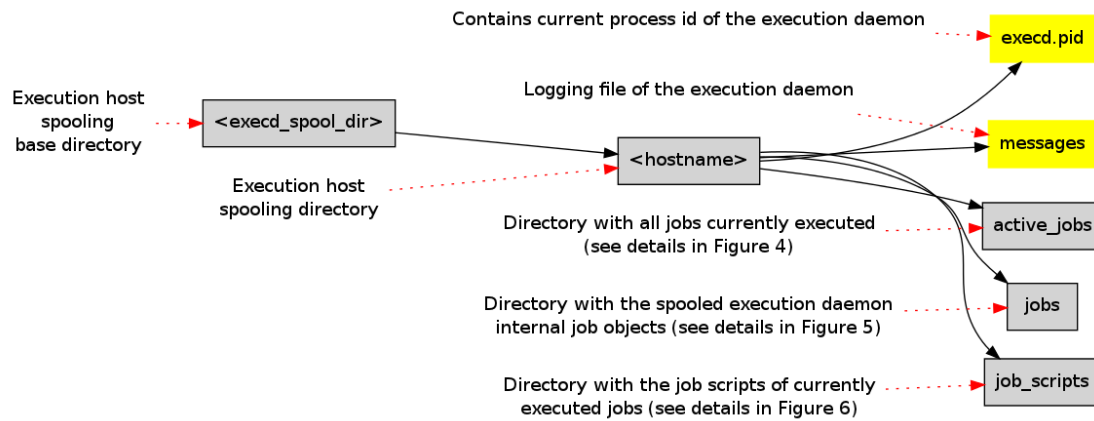 Contains current process id of the execution daemon
execd.pid
Logging file of the execution daemon
Execution host
spooling
base directory
<execd_spool_dir>
messages
<hostname>
Execution host
spooling directory
Directory with all jobs currently executed
(see details in Figure 4)
active_jobs
Directory with the spooled execution daemon
internal job objects (see details in Figure 5)
jobs
Directory with the job scripts of currently
executed jobs (see details in Figure 6)
job_scripts